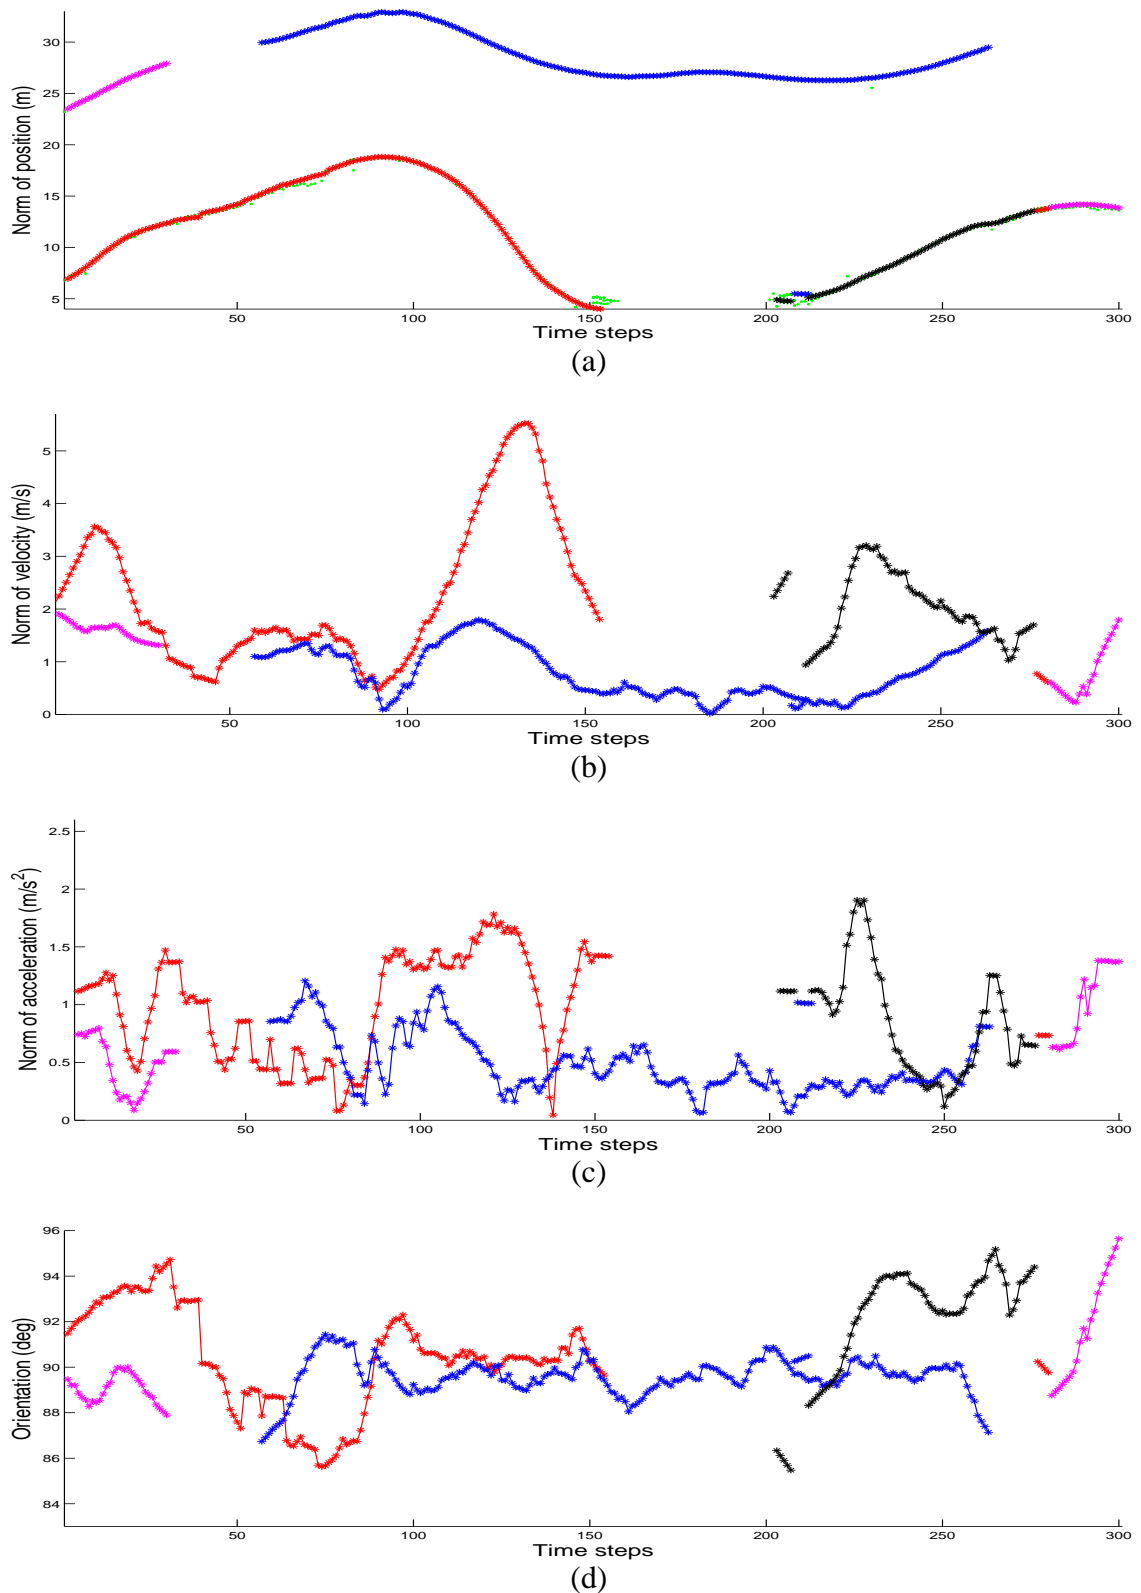 30
25
20
15
10
5
Norm of position (m)
50 100 150 200 250 300
Time steps
(a)
5
4
3
2
1
0
Norm of velocity (m/s)
50 100 150 200 250 300
Time steps
(b)
2.5
2
1.5
1
0.5
0
Norm of acceleration (m/s²)
50 100 150 200 250 300
Time steps
(c)
96
94
92
90
88
86
84
Orientation (deg)
50 100 150 200 250 300
Time steps
(d)